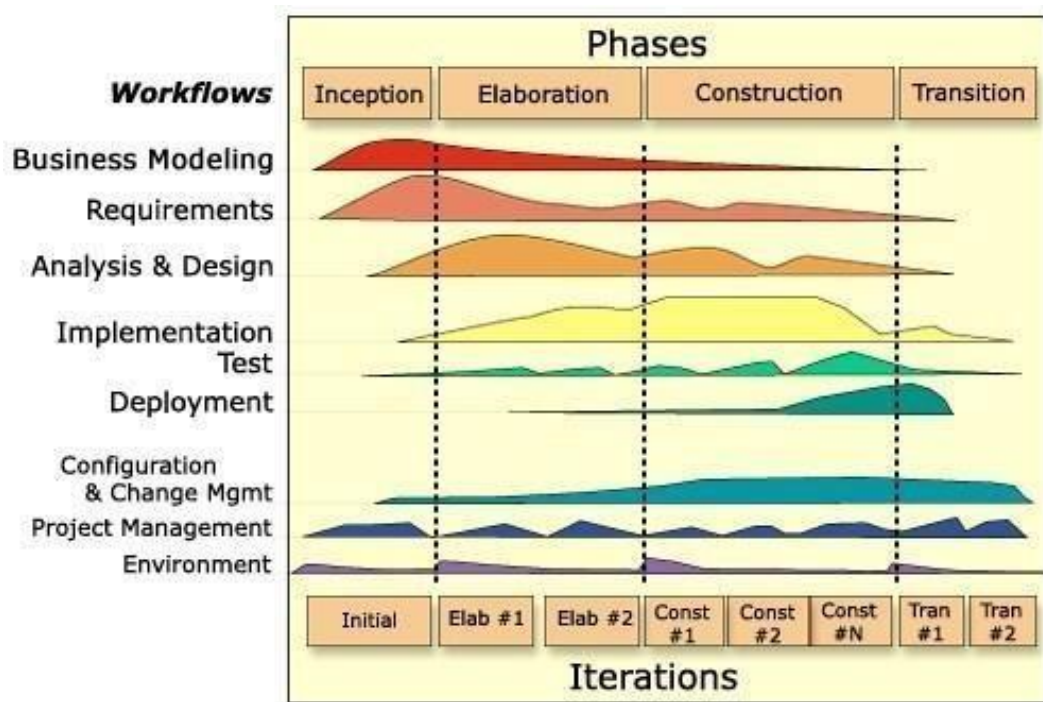 Phases
Workflows
Inception
Elaboration
Construction
Transition
Business Modeling
Requirements
Analysis & Design
Implementation
Test
Deployment
Configuration
& Change Mgmt
Project Management
Environment
Initial
Elab #1
Elab #2
Const
#1
Const
#2
Const
#N
Tran
#1
Tran
#2
Iterations